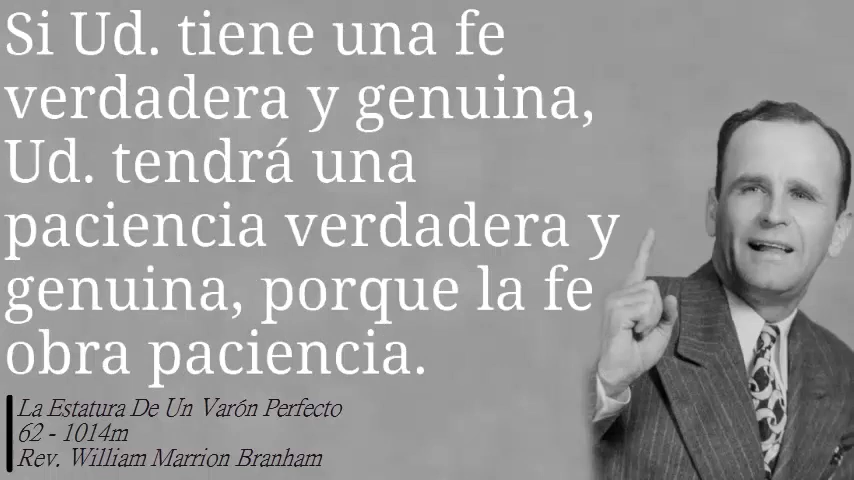 Si Ud. tiene una fe
verdadera y genuina,
Ud. tendrá una
paciencia verdadera y
genuina, porque la fe
obra paciencia.
La Estatura De Un Varón Perfecto
62 - 1014m
Rev. William Marrion Branham